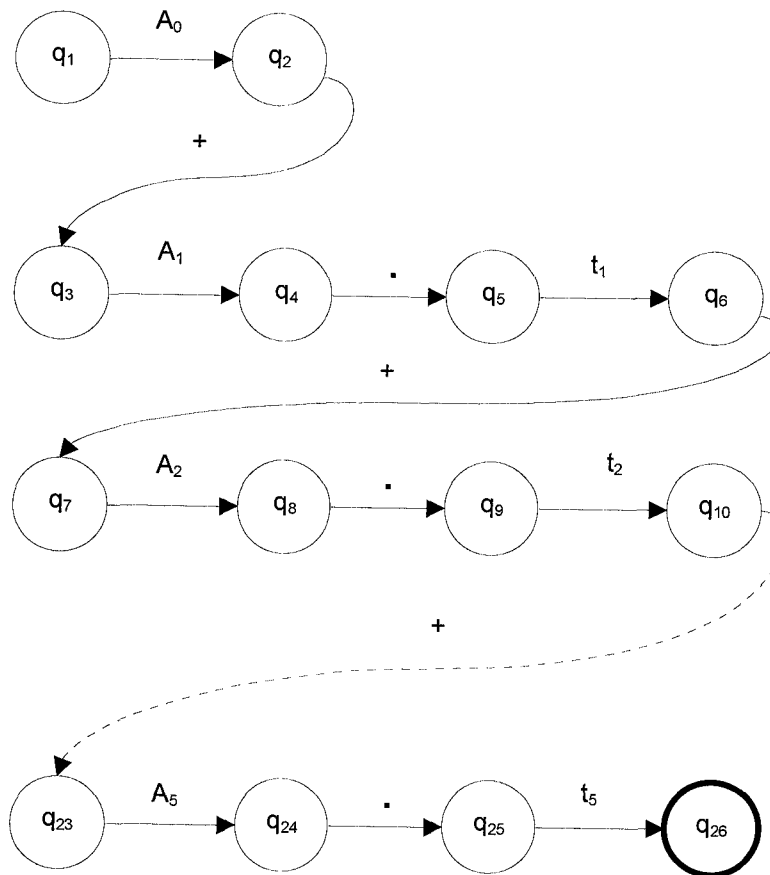 A₀
q₁ q₂
+
A₁ . t₁
q₃ q₄ q₅ q₆
+
A₂ . t₂
q₇ q₈ q₉ q₁₀
+
A₅ . t₅
q₂₃ q₂₄ q₂₅ q₂₆